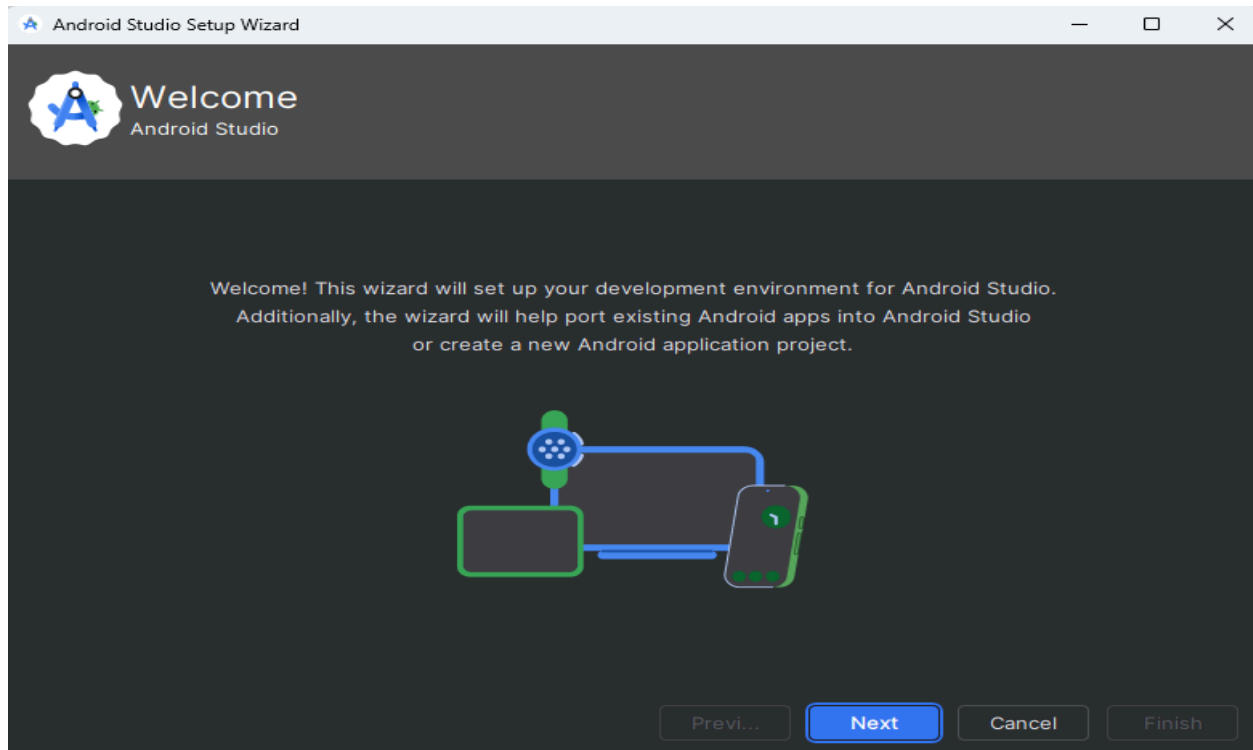 Android Studio Setup Wizard
Welcome
Android Studio
Welcome! This wizard will set up your development environment for Android Studio.
Additionally, the wizard will help port existing Android apps into Android Studio
or create a new Android application project.
Previ... Next Cancel Finish